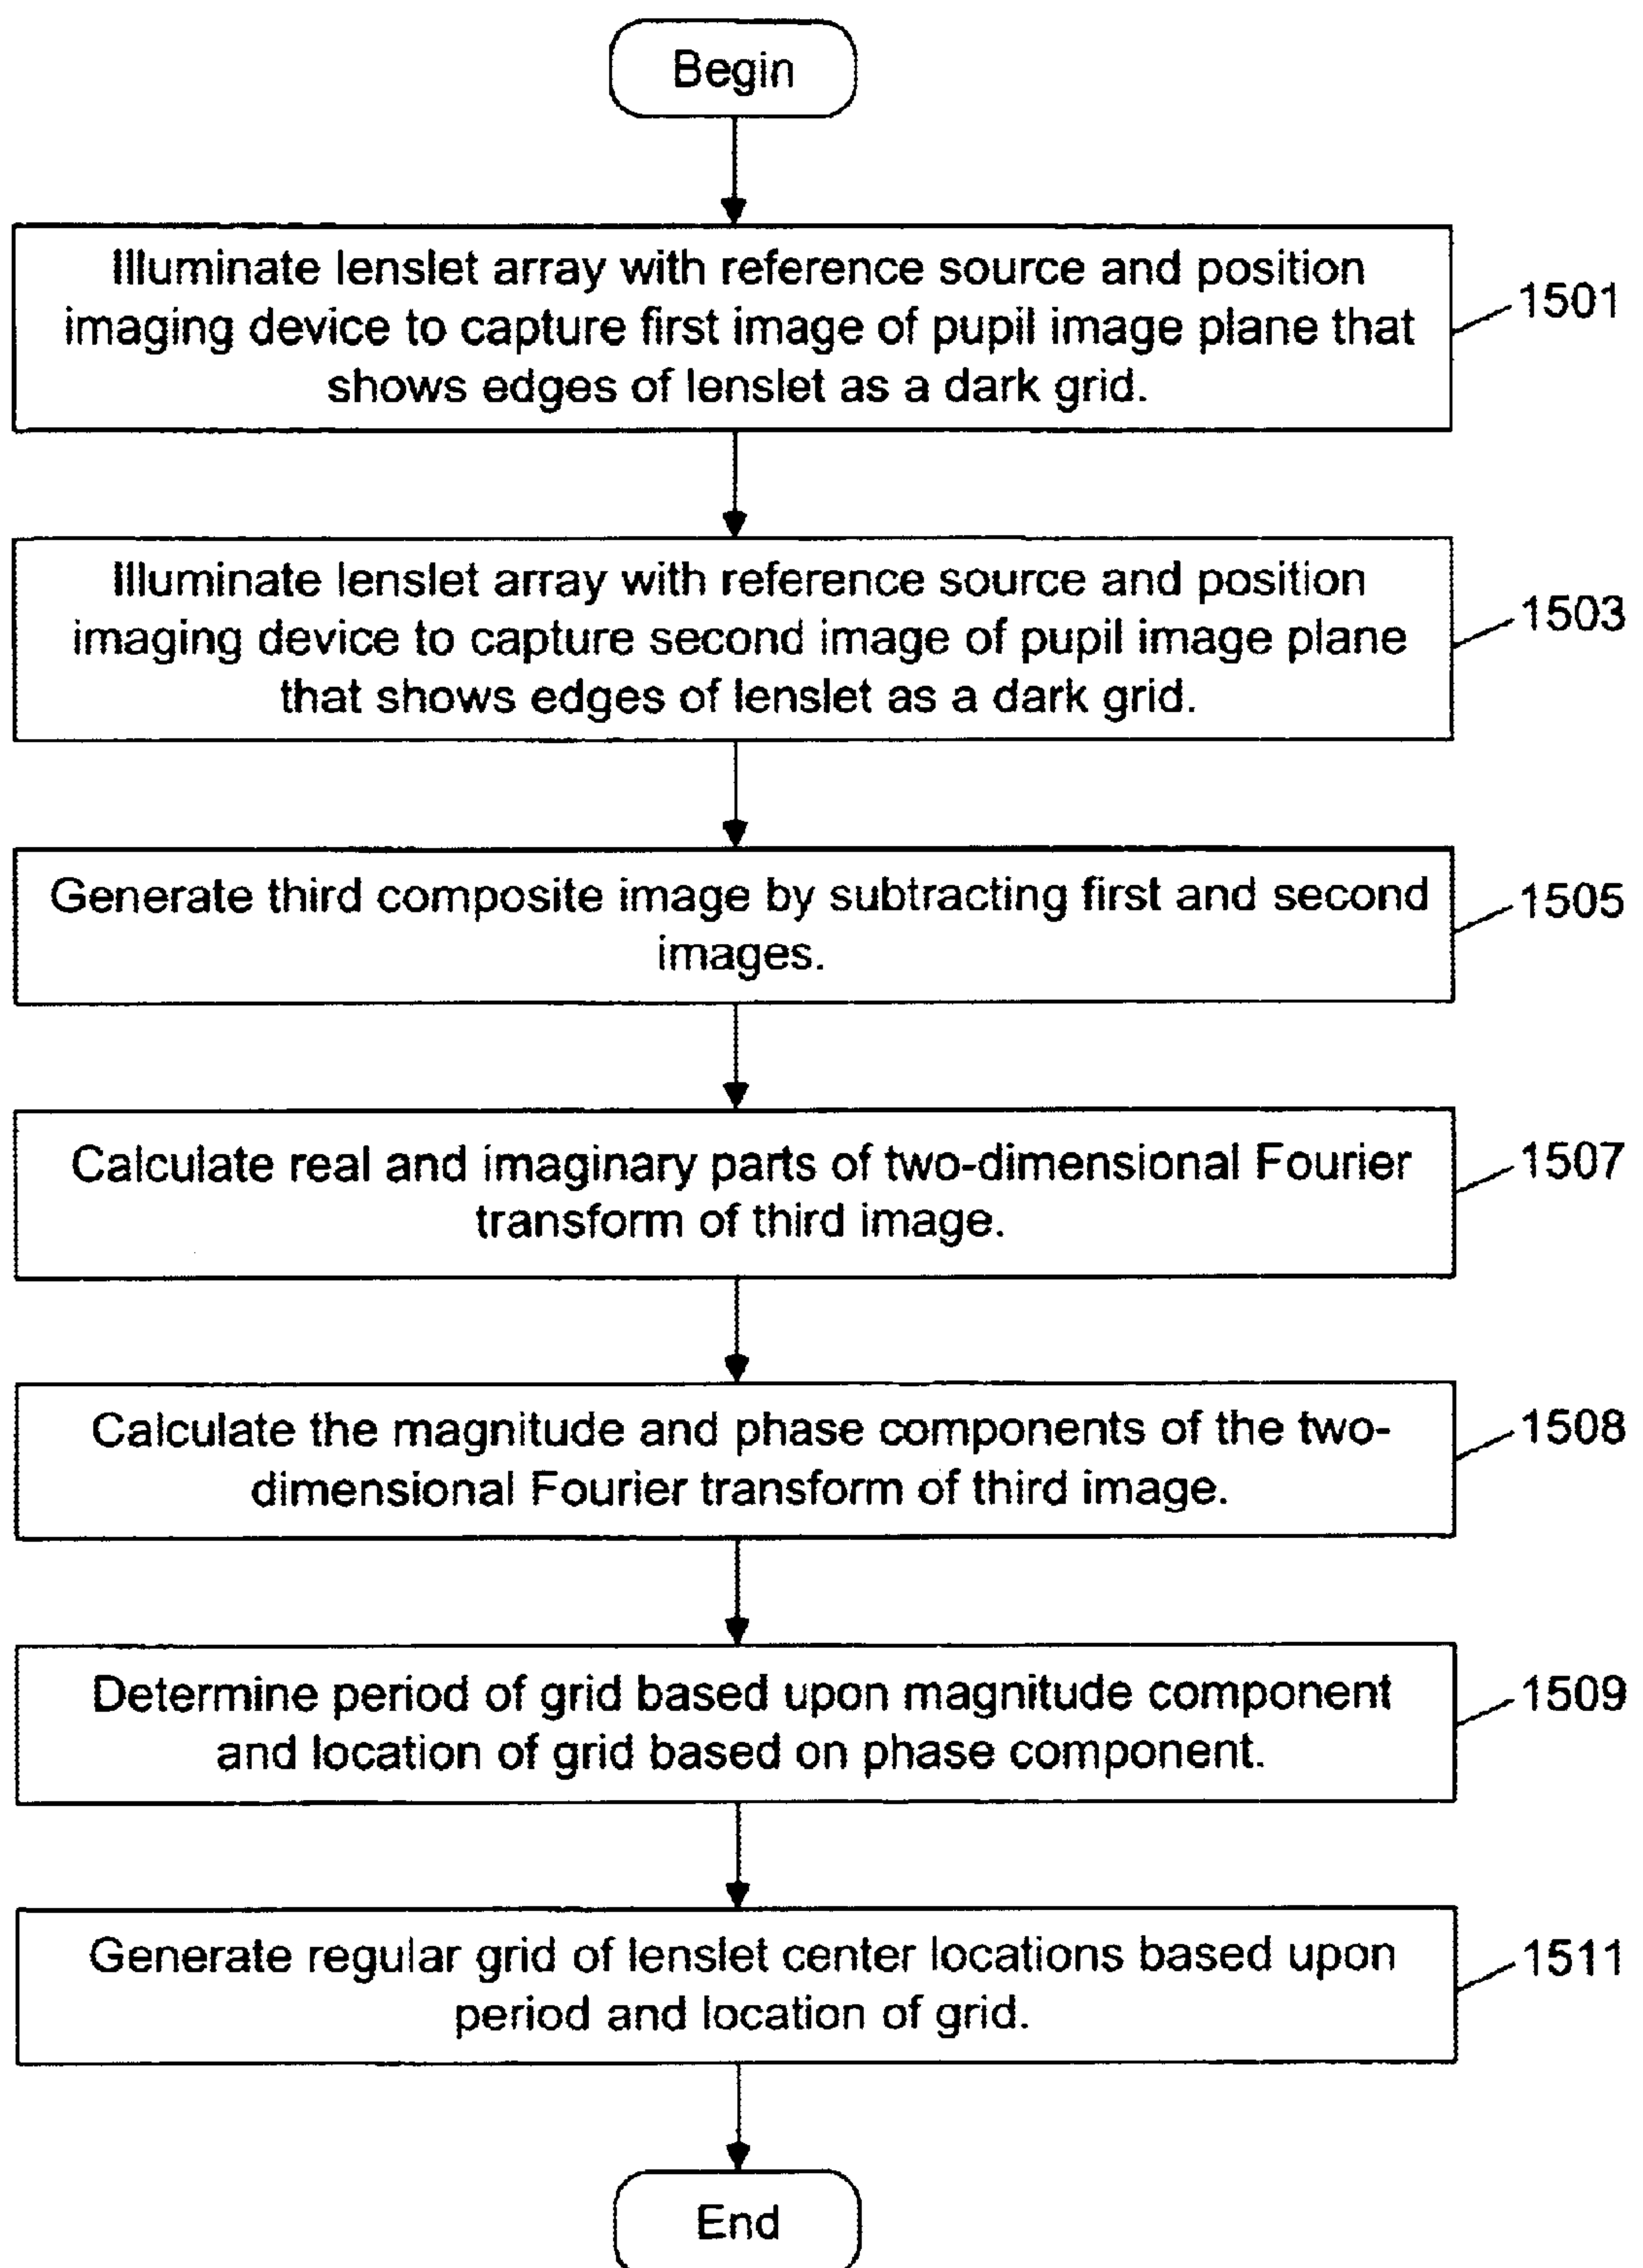 Begin
Illuminate lenslet array with reference source and position
imaging device to capture first image of pupil image plane that
shows edges of lenslet as a dark grid.
1501
Illuminate lenslet array with reference source and position
imaging device to capture second image of pupil image plane
that shows edges of lenslet as a dark grid.
1503
Generate third composite image by subtracting first and second
images.
1505
Calculate real and imaginary parts of two-dimensional Fourier
transform of third image.
1507
Calculate the magnitude and phase components of the two-
dimensional Fourier transform of third image.
1508
Determine period of grid based upon magnitude component
and location of grid based on phase component.
1509
Generate regular grid of lenslet center locations based upon
period and location of grid.
1511
End